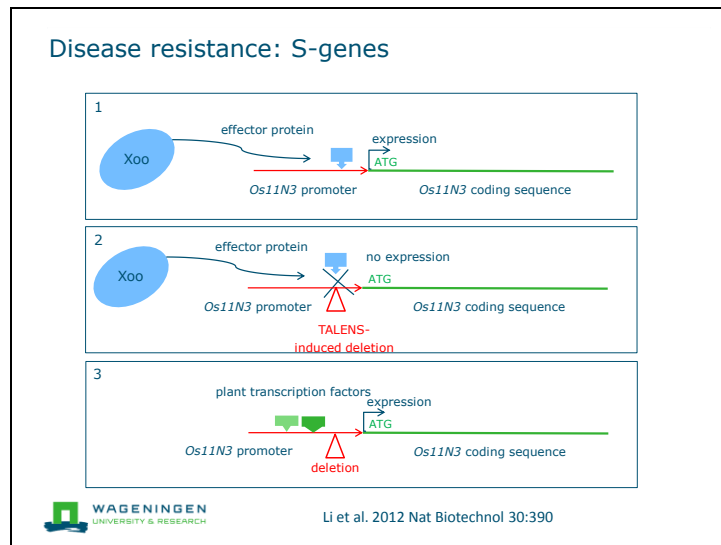 Disease resistance: S-genes
1
effector protein
expression
Xoo
ATG
Os11N3 promoter
Os11N3 coding sequence
2
effector protein
no expression
Xoo
ATG
Os11N3 promoter
Os11N3 coding sequence
TALENS-
induced deletion
3
plant transcription factors
expression
ATG
Os11N3 promoter
Os11N3 coding sequence
deletion
WAGENINGEN
UNIVERSITY & RESEARCH
Li et al. 2012 Nat Biotechnol 30:390